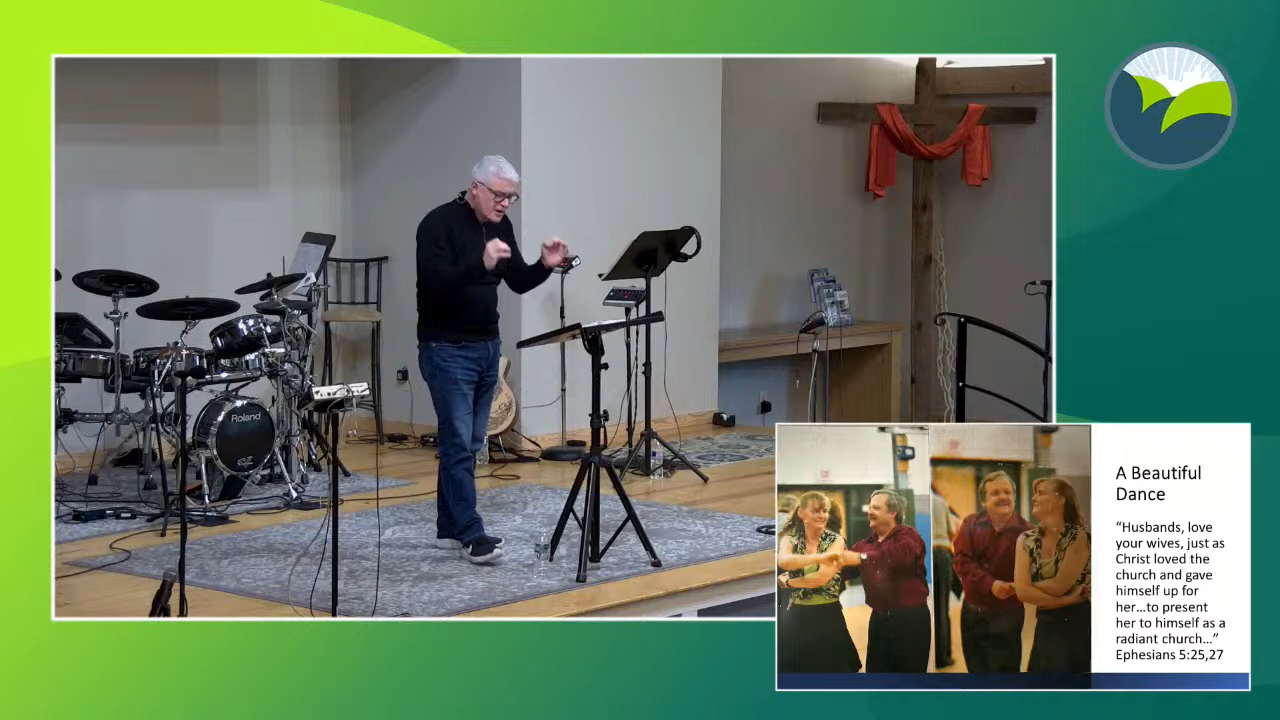 Roland
A Beautiful
Dance
“Husbands, love
your wives, just as
Christ loved the
church and gave
himself up for
her…to present
her to himself as a
radiant church…”
Ephesians 5:25,27